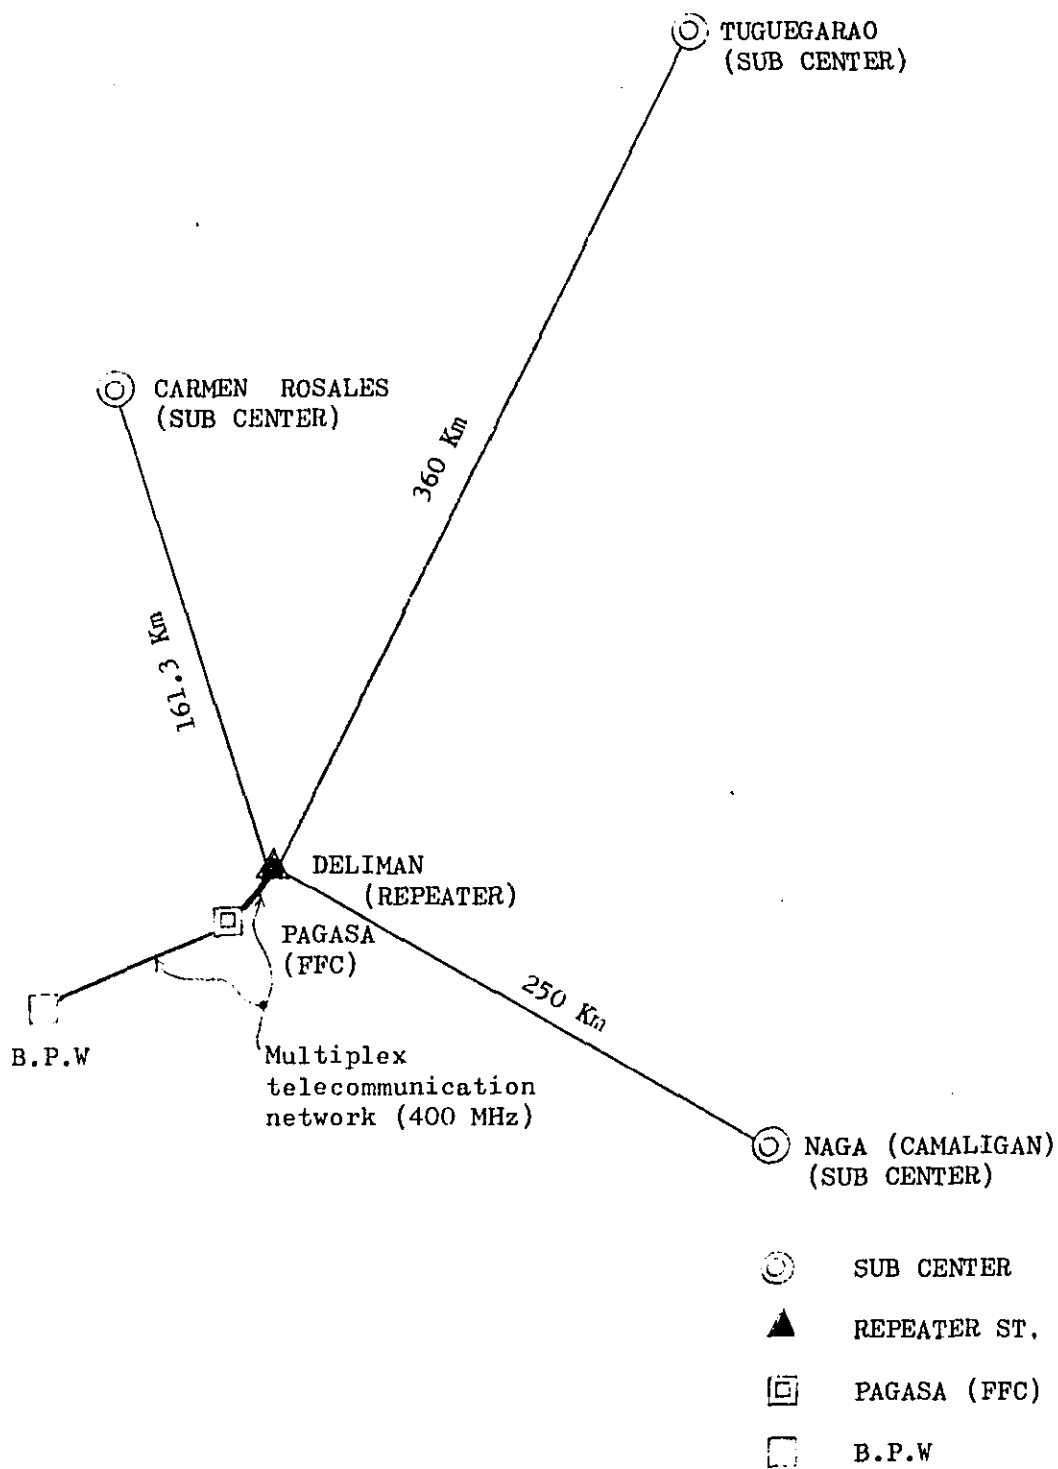 TUGUEGARAO
(SUB CENTER)
CARMEN ROSALES
(SUB CENTER)
360 Km
161.3 Km
DELIMAN
(REPEATER)
PAGASA
(FFC)
250 Km
B.P.W
Multiplex
telecommunication
network (400 MHz)
NAGA (CAMALIGAN)
(SUB CENTER)
SUB CENTER
REPEATER ST.
PAGASA (FFC)
B.P.W